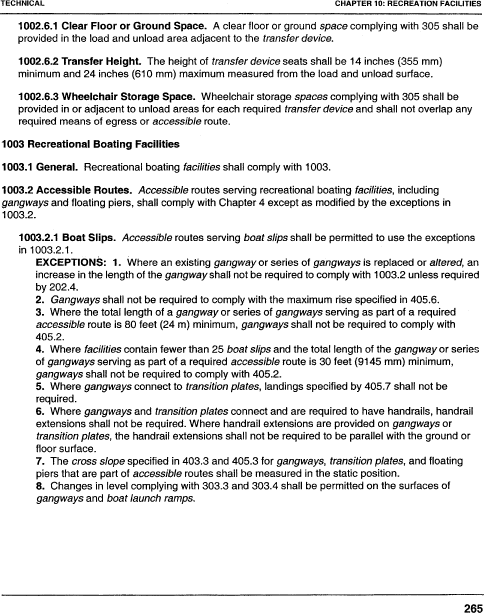 TECHNICAL
CHAPTER 10: RECREATION FACILITIES
1002.6.1 Clear Floor or Ground Space. A clear floor or ground space complying with 305 shall be
provided in the load and unload area adjacent to the transfer device.
1002.6.2 Transfer Height. The height of transfer device seats shall be 14 inches (355 mm)
minimum and 24 inches (610 mm) maximum measured from the load and unload surface.
1002.6.3 Wheelchair Storage Space. Wheelchair storage spaces complying with 305 shall be
provided in or adjacent to unload areas for each required transfer device and shall not overlap any
required means of egress or accessible route.
1003 Recreational Boating Facilities
1003.1 General. Recreational boating facilities shall comply with 1003.
1003.2 Accessible Routes. Accessible routes serving recreational boating facilities, including
gangways and floating piers, shall comply with Chapter 4 except as modified by the exceptions in
1003.2.
1003.2.1 Boat Slips. Accessible routes serving boat slips shall be permitted to use the exceptions
in 1003.2.1.
EXCEPTIONS: 1. Where an existing gangway or series of gangways is replaced or altered, an
increase in the length of the gangway shall not be required to comply with 1003.2 unless required
by 202.4.
2. Gangways shall not be required to comply with the maximum rise specified in 405.6.
3. Where the total length of a gangway or series of gangways serving as part of a required
accessible route is 80 feet (24 m) minimum, gangways shall not be required to comply with
405.2.
4. Where facilities contain fewer than 25 boat slips and the total length of the gangway or series
of gangways serving as part of a required accessible route is 30 feet (9145 mm) minimum,
gangways shall not be required to comply with 405.2.
5. Where gangways connect to transition plates, landings specified by 405.7 shall not be
required.
6. Where gangways and transition plates connect and are required to have handrails, handrail
extensions shall not be required. Where handrail extensions are provided on gangways or
transition plates, the handrail extensions shall not be required to be parallel with the ground or
floor surface.
7. The cross slope specified in 403.3 and 405.3 for gangways, transition plates, and floating
piers that are part of accessible routes shall be measured in the static position.
8. Changes in level complying with 303.3 and 303.4 shall be permitted on the surfaces of
gangways and boat launch ramps.
265